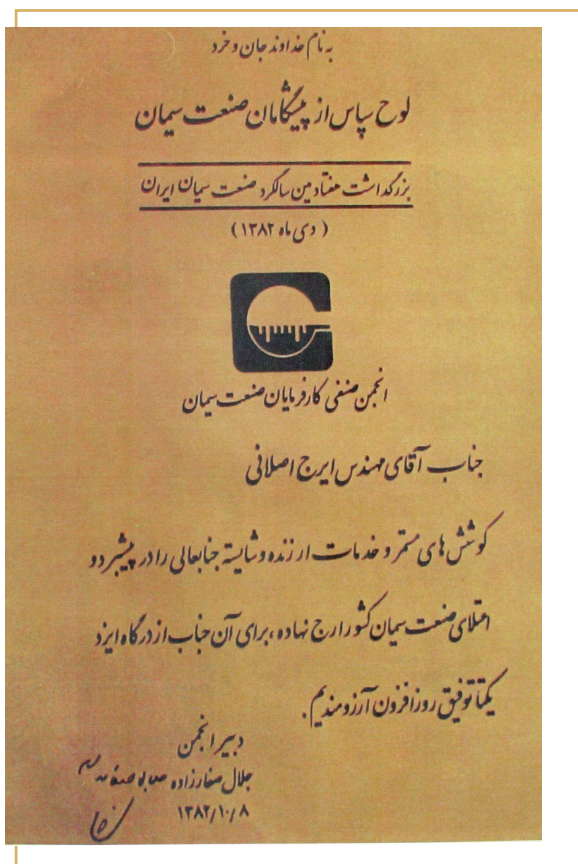 به نام خداوند جان و خرد
لوح سپاس از پیشگامان صنعت سیمان
بزرگداشت هفتادمین سالگرد صنعت سیمان ایران
(دی ماه ۱۳۸۲)
انجمن صنفی کارفرمایان صنعت سیمان
جناب آقای مهندس ایرج اصلانی
کوشش‌های مستمر و خدمات ارزنده و شایسته جنابعالی را در پیشبرد و
اعتلای صنعت سیمان کشور ارج نهاده، برای آن جناب از درگاه ایزد
یکتا توفیق روزافزون آرزومندیم.
دبیر انجمن
جلال صفارزاده
۱۳۸۲/۱۰/۸